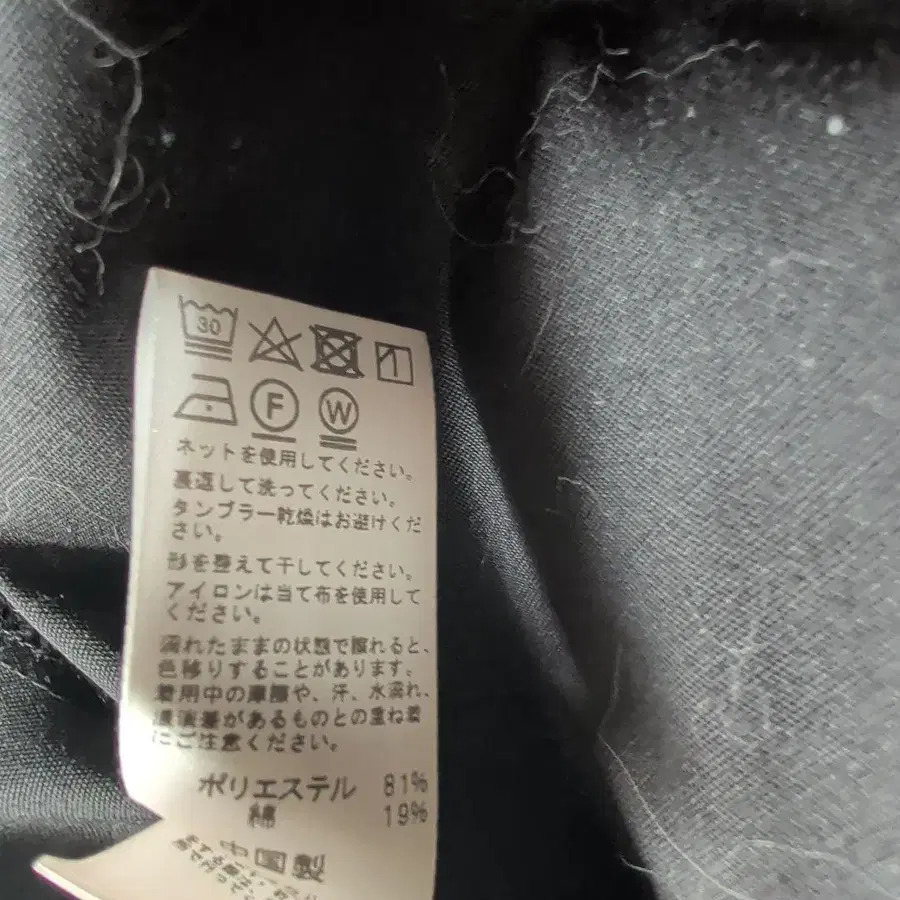 30
F W
ネットを使用してください。
裏返して洗ってください。
タンブラー乾燥はお避けくだ
さい。
形を整えて干してください。
アイロンは当て布を使用して
ください。
濡れたままの状態で擦れると、
色移りすることがあります。
着用中の摩擦や、汗、水濡れ、
濃淡差があるものとの重ね着
にご注意ください。
ポリエステル 81%
綿 19%
中国製